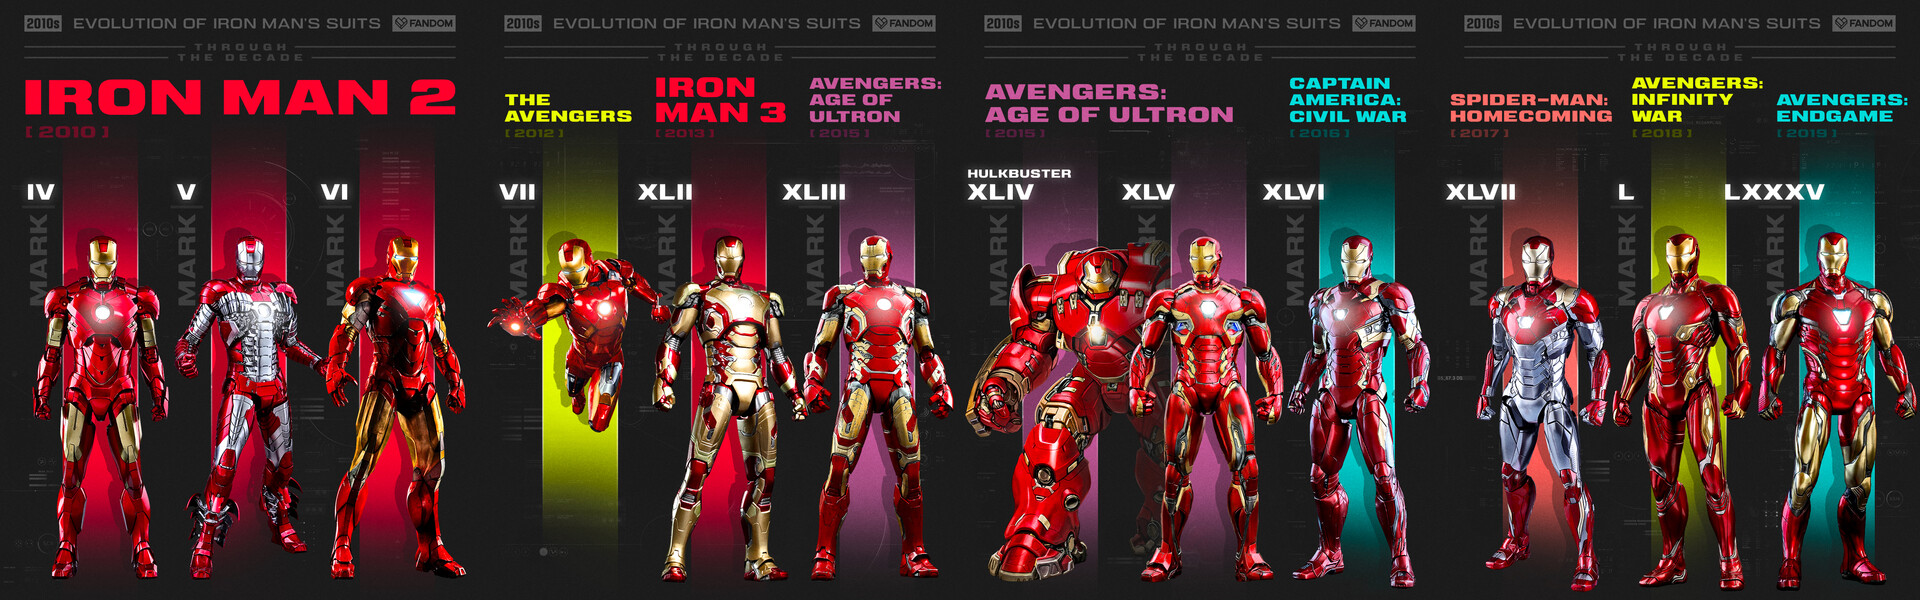 2010s EVOLUTION OF IRON MAN'S SUITS FANDOM
THROUGH
THE DECADE
IRON MAN 2
[ 2010 ]
MARK IV
MARK V
MARK VI
2010s EVOLUTION OF IRON MAN'S SUITS FANDOM
THROUGH
THE DECADE
THE
AVENGERS
[ 2012 ]
IRON
MAN 3
[ 2013 ]
AVENGERS:
AGE OF
ULTRON
[ 2015 ]
MARK VII
MARK XLII
MARK XLIII
2010s EVOLUTION OF IRON MAN'S SUITS FANDOM
THROUGH
THE DECADE
AVENGERS:
AGE OF ULTRON
[ 2015 ]
CAPTAIN
AMERICA:
CIVIL WAR
[ 2016 ]
HULKBUSTER
MARK XLIV
MARK XLV
MARK XLVI
2010s EVOLUTION OF IRON MAN'S SUITS FANDOM
THROUGH
THE DECADE
SPIDER-MAN:
HOMECOMING
[ 2017 ]
AVENGERS:
INFINITY
WAR
[ 2018 ]
AVENGERS:
ENDGAME
[ 2019 ]
MARK XLVII
MARK L
MARK LXXXV